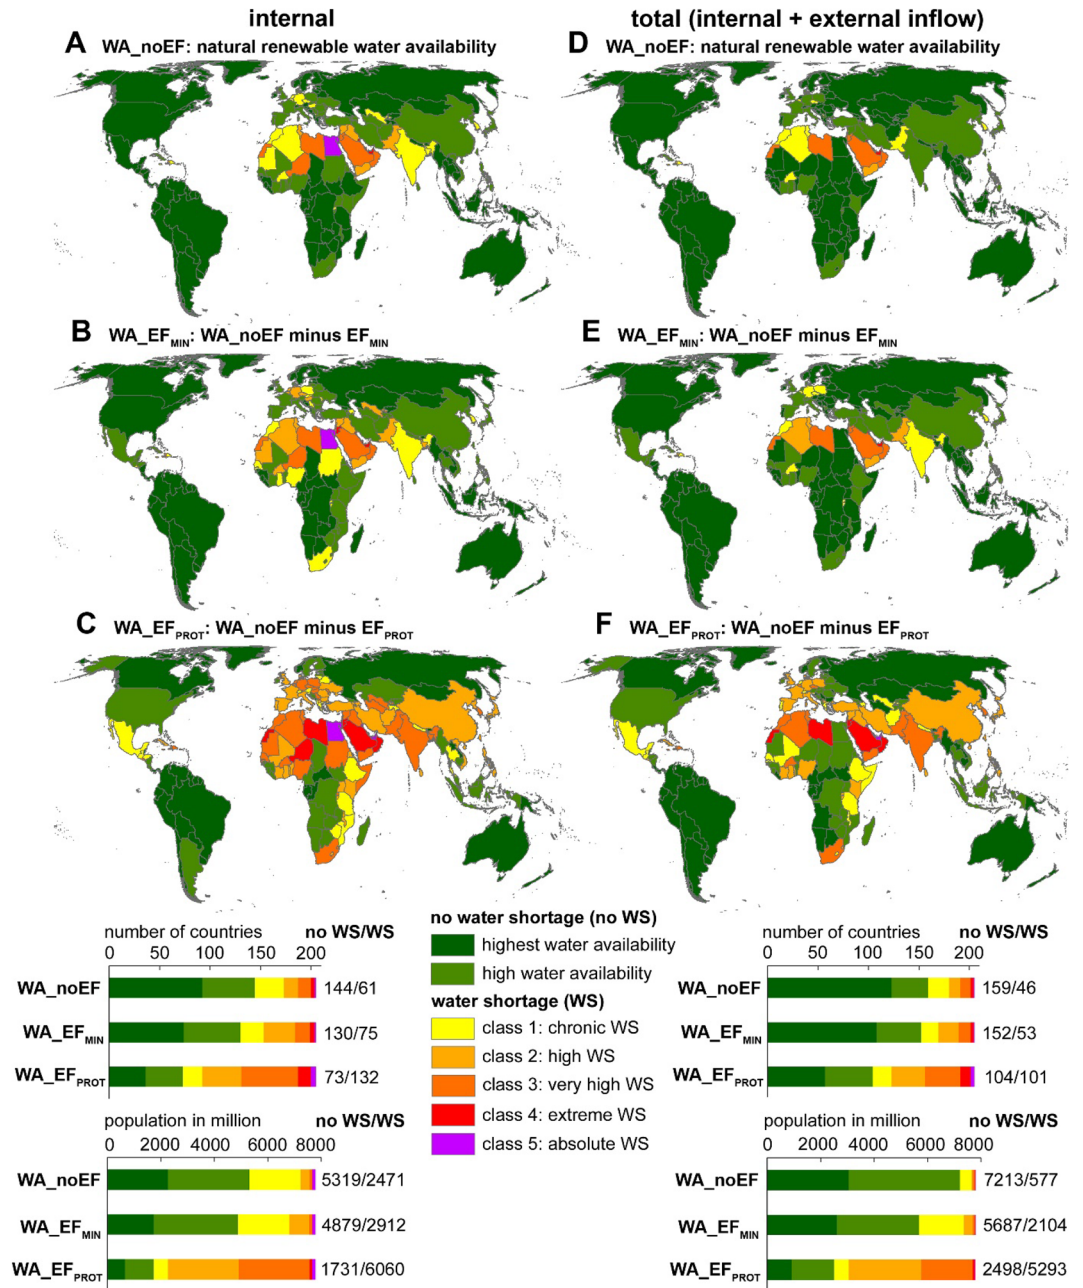 internal
total (internal + external inflow)
A WA_noEF: natural renewable water availability
D WA_noEF: natural renewable water availability
B WA_EFMIN: WA_noEF minus EFMIN
E WA_EFMIN: WA_noEF minus EFMIN
C WA_EFPROT: WA_noEF minus EFPROT
F WA_EFPROT: WA_noEF minus EFPROT
number of countries no WS/WS
0 50 100 150 200
WA_noEF 144/61
WA_EFMIN 130/75
WA_EFPROT 73/132
population in million no WS/WS
0 2000 4000 6000 8000
WA_noEF 5319/2471
WA_EFMIN 4879/2912
WA_EFPROT 1731/6060
no water shortage (no WS)
highest water availability
high water availability
water shortage (WS)
class 1: chronic WS
class 2: high WS
class 3: very high WS
class 4: extreme WS
class 5: absolute WS
number of countries no WS/WS
0 50 100 150 200
WA_noEF 159/46
WA_EFMIN 152/53
WA_EFPROT 104/101
population in million no WS/WS
0 2000 4000 6000 8000
WA_noEF 7213/577
WA_EFMIN 5687/2104
WA_EFPROT 2498/5293